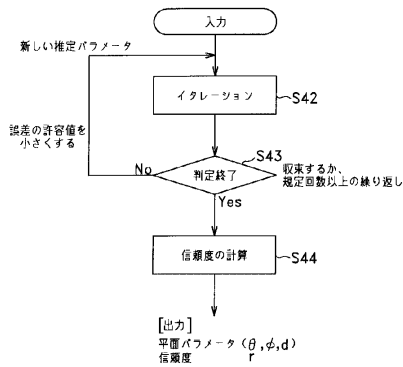 入力
新しい推定パラメータ
イタレーション
S42
誤差の許容値を
小さくする
S43
No
判定終了
収束するか、
規定回数以上の繰り返し
Yes
信頼度の計算
S44
[出力]
平面パラメータ(θ,φ,d)
信頼度 r